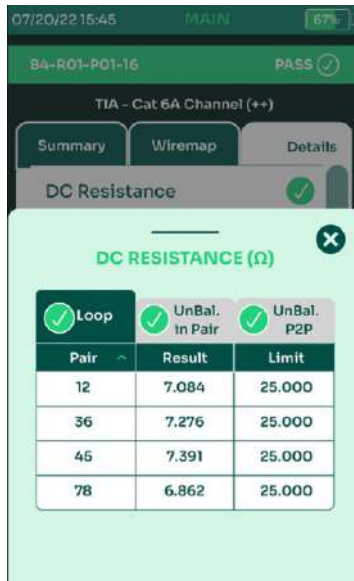 07/20/22 15:45 MAIN 67%
B4-R01-P01-16 PASS
TIA - Cat 6A Channel (++)
Summary Wiremap Details
DC Resistance
DC RESISTANCE (Ω)
Loop UnBal. in Pair UnBal. P2P
Pair Result Limit
12 7.084 25.000
36 7.276 25.000
45 7.391 25.000
78 6.862 25.000